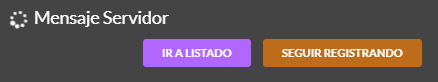 Mensaje Servidor
IR A LISTADO SEGUIR REGISTRANDO